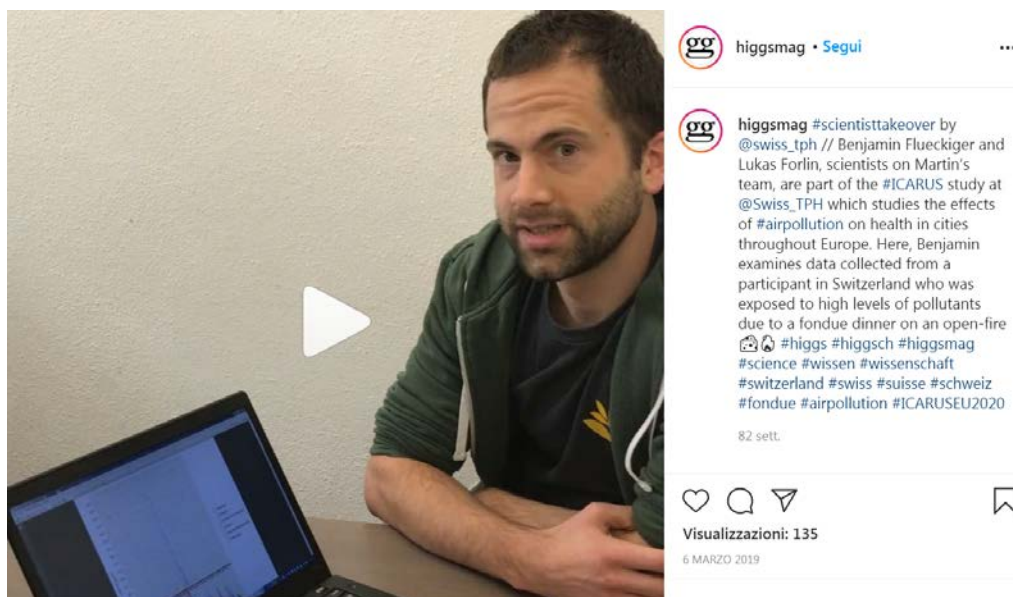 gg
higgsmag • Segui
...
gg
higgsmag #scientisttakeover by
@swiss_tph // Benjamin Flueckiger and
Lukas Forlin, scientists on Martin's
team, are part of the #ICARUS study at
@Swiss_TPH which studies the effects
of #airpollution on health in cities
throughout Europe. Here, Benjamin
examines data collected from a
participant in Switzerland who was
exposed to high levels of pollutants
due to a fondue dinner on an open-fire
🧀🔥 #higgs #higgsch #higgsmag
#science #wissen #wissenschaft
#switzerland #swiss #suisse #schweiz
#fondue #airpollution #ICARUSEU2020
82 sett.
Visualizzazioni: 135
6 MARZO 2019